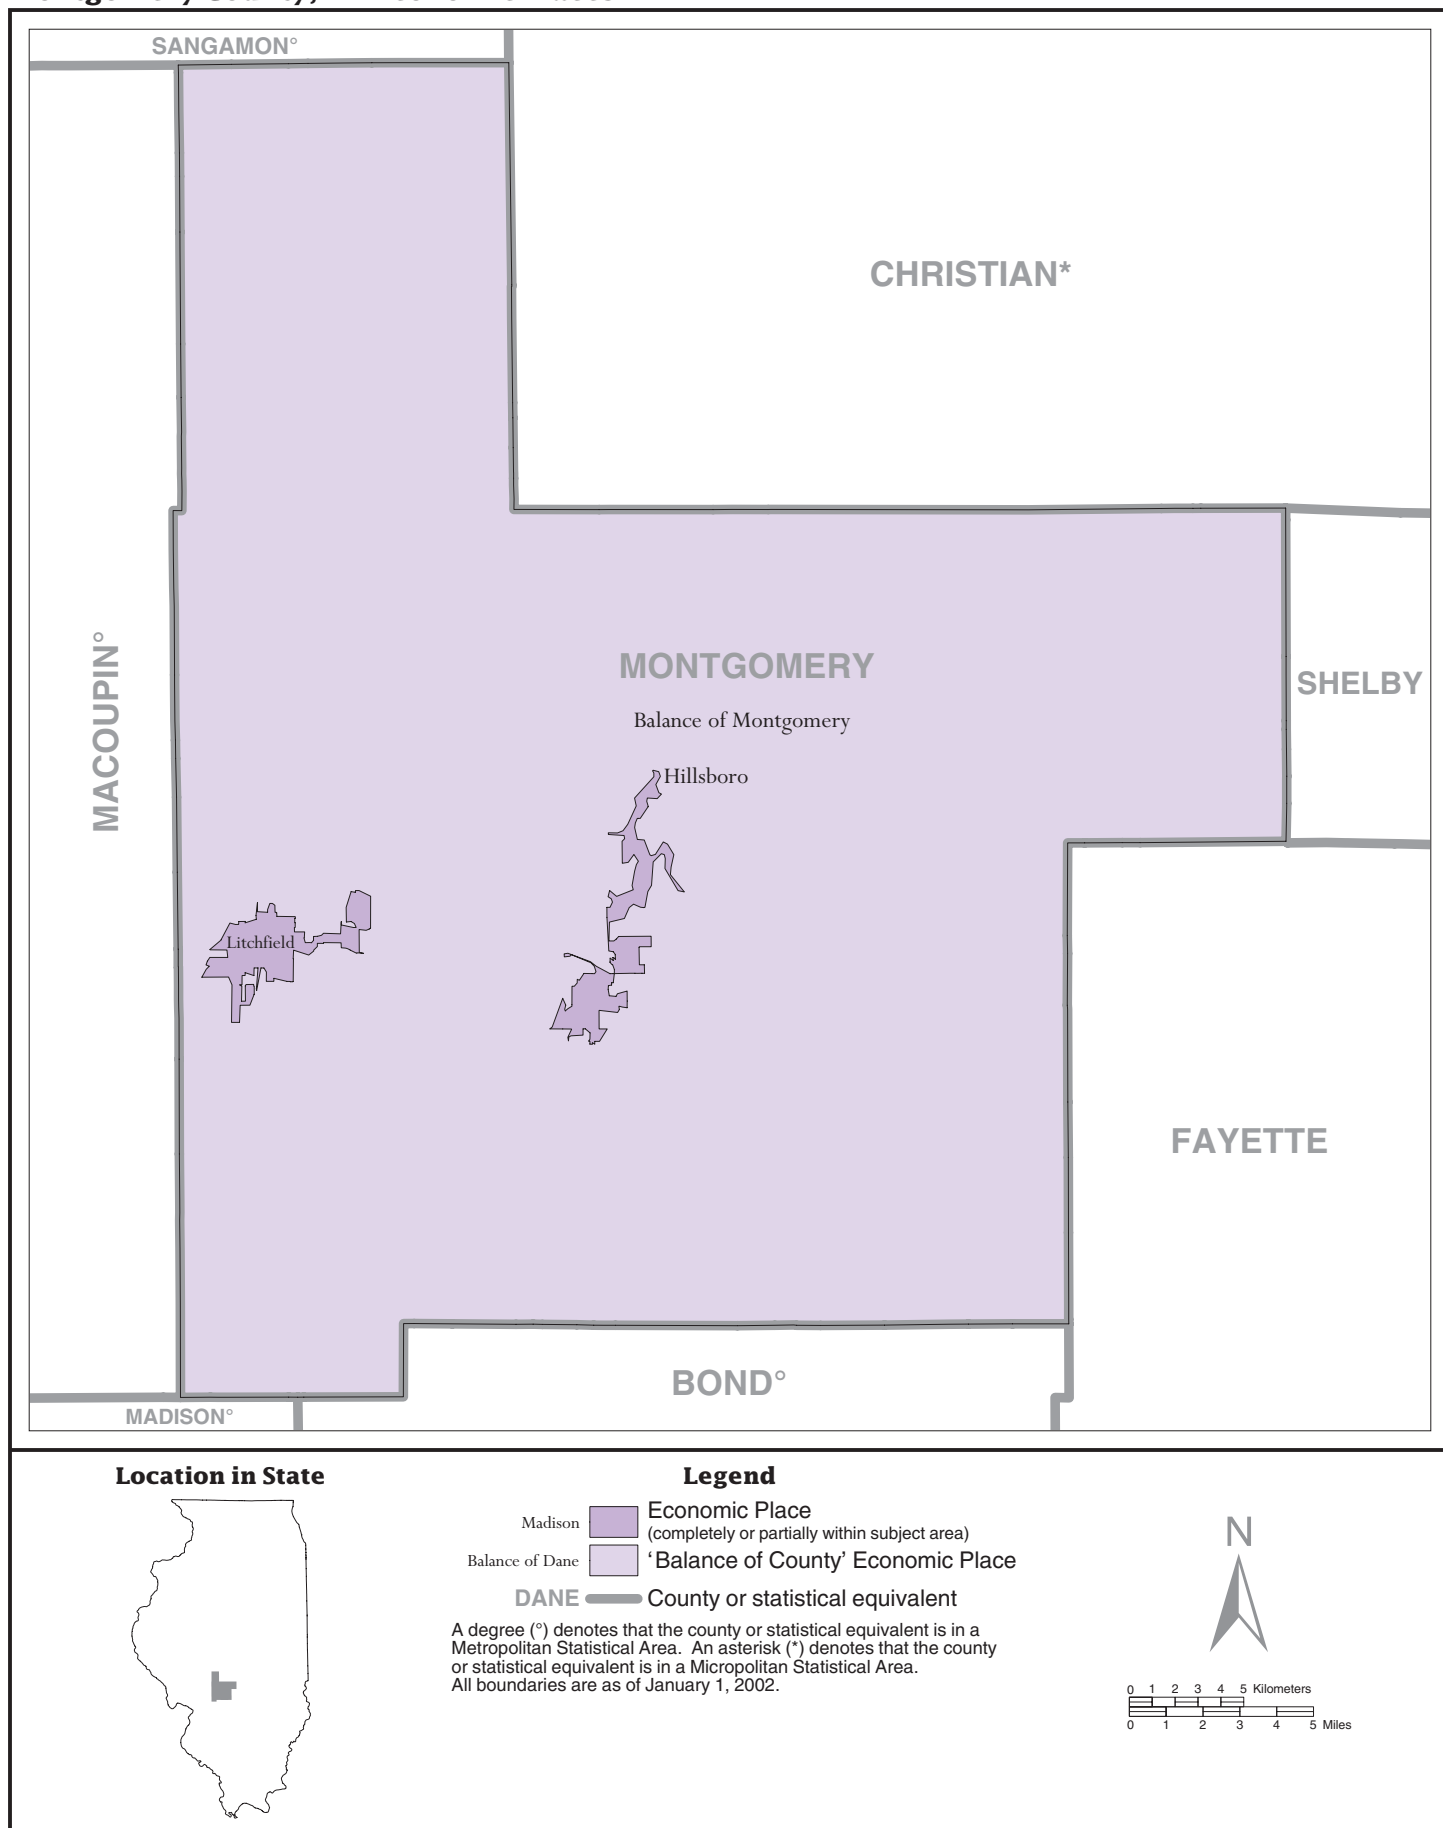 SANGAMON°
CHRISTIAN*
MONTGOMERY
SHELBY
MACOUPIN°
Balance of Montgomery
Hillsboro
Litchfield
FAYETTE
BOND°
MADISON°
Location in State
Legend
Madison
Economic Place
(completely or partially within subject area)
Balance of Dane
‘Balance of County’ Economic Place
DANE
County or statistical equivalent
A degree (°) denotes that the county or statistical equivalent is in a
Metropolitan Statistical Area. An asterisk (*) denotes that the county
or statistical equivalent is in a Micropolitan Statistical Area.
All boundaries are as of January 1, 2002.
N
0 1 2 3 4 5 Kilometers
0 1 2 3 4 5 Miles